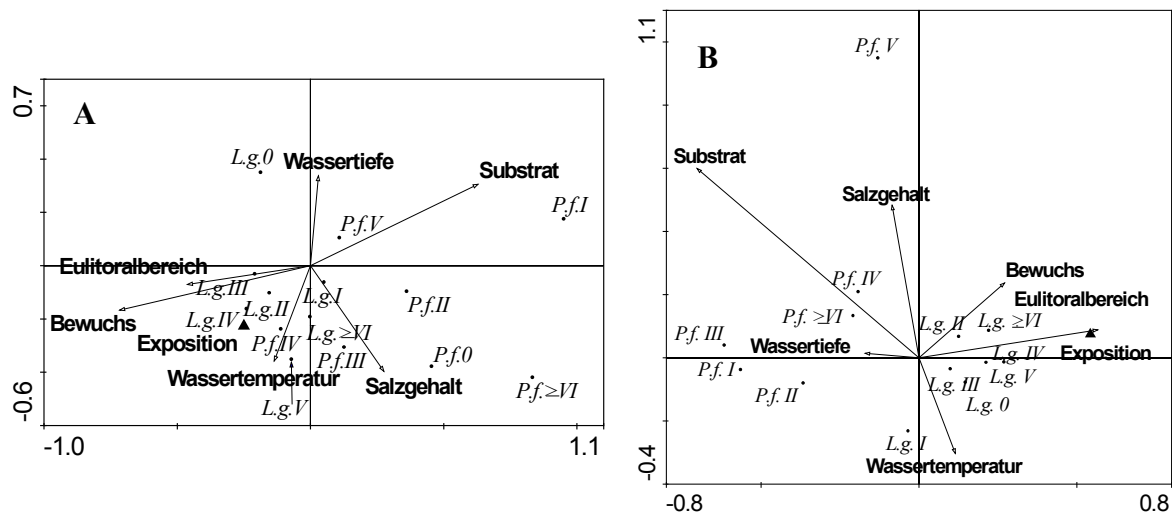 A
0.7
-0.6
-1.0
1.1
L.g.0
Wassertiefe
Substrat
P.f.I
P.f.V
Eulitoralbereich
L.g.III
L.g.II
L.g.I
P.f.II
Bewuchs
L.g.IV
L.g.≥VI
Exposition
P.f.IV
P.f.III
P.f.0
Wassertemperatur
Salzgehalt
P.f.≥VI
L.g.V
B
1.1
-0.4
-0.8
0.8
P.f. V
Substrat
Salzgehalt
Bewuchs
P.f. IV
Eulitoralbereich
P.f. ≥VI
L.g. II
L.g. ≥VI
P.f. III
Wassertiefe
L.g. IV
Exposition
P.f. I
L.g. V
P.f. II
L.g. III
L.g. 0
L.g. I
Wassertemperatur